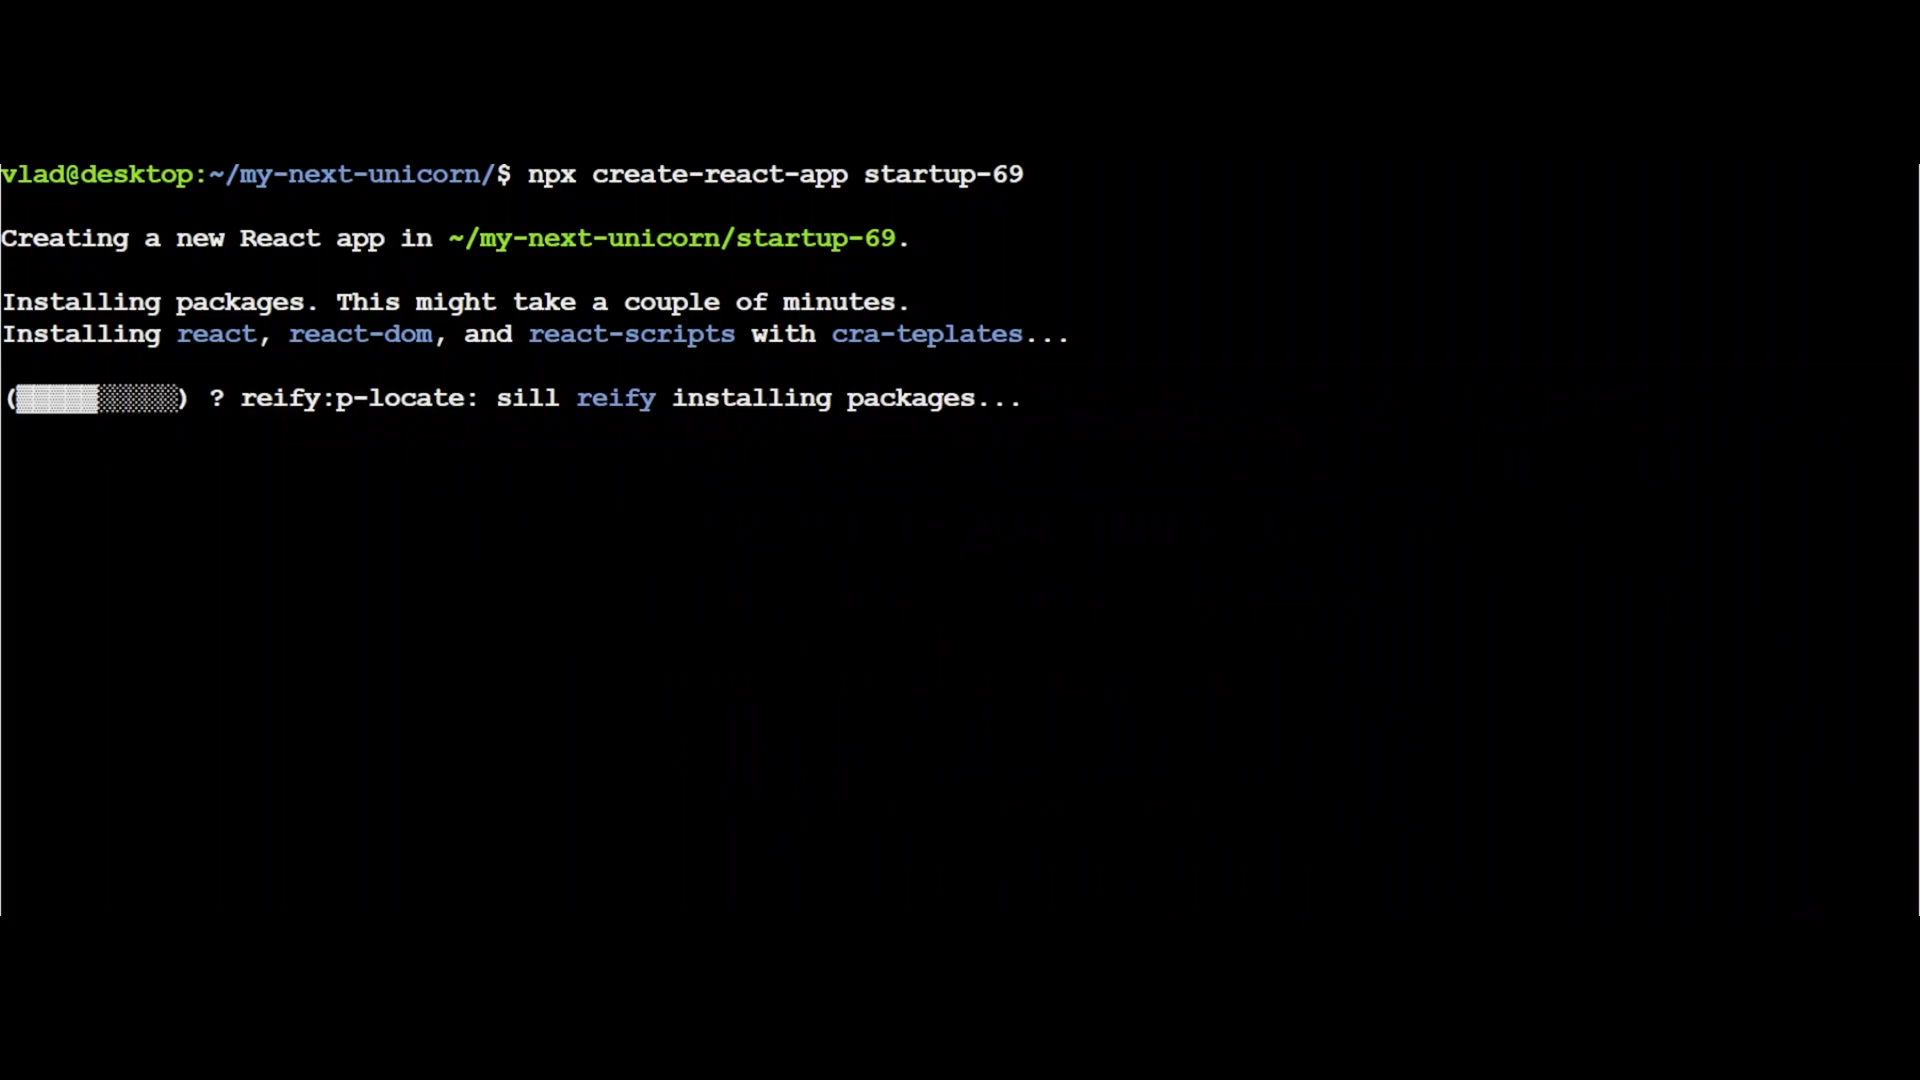 vlad@desktop:~/my-next-unicorn/$ npx create-react-app startup-69
Creating a new React app in ~/my-next-unicorn/startup-69.
Installing packages. This might take a couple of minutes.
Installing react, react-dom, and react-scripts with cra-teplates...
(▒▒▒▒▒░░░░░) ? reify:p-locate: sill reify installing packages...